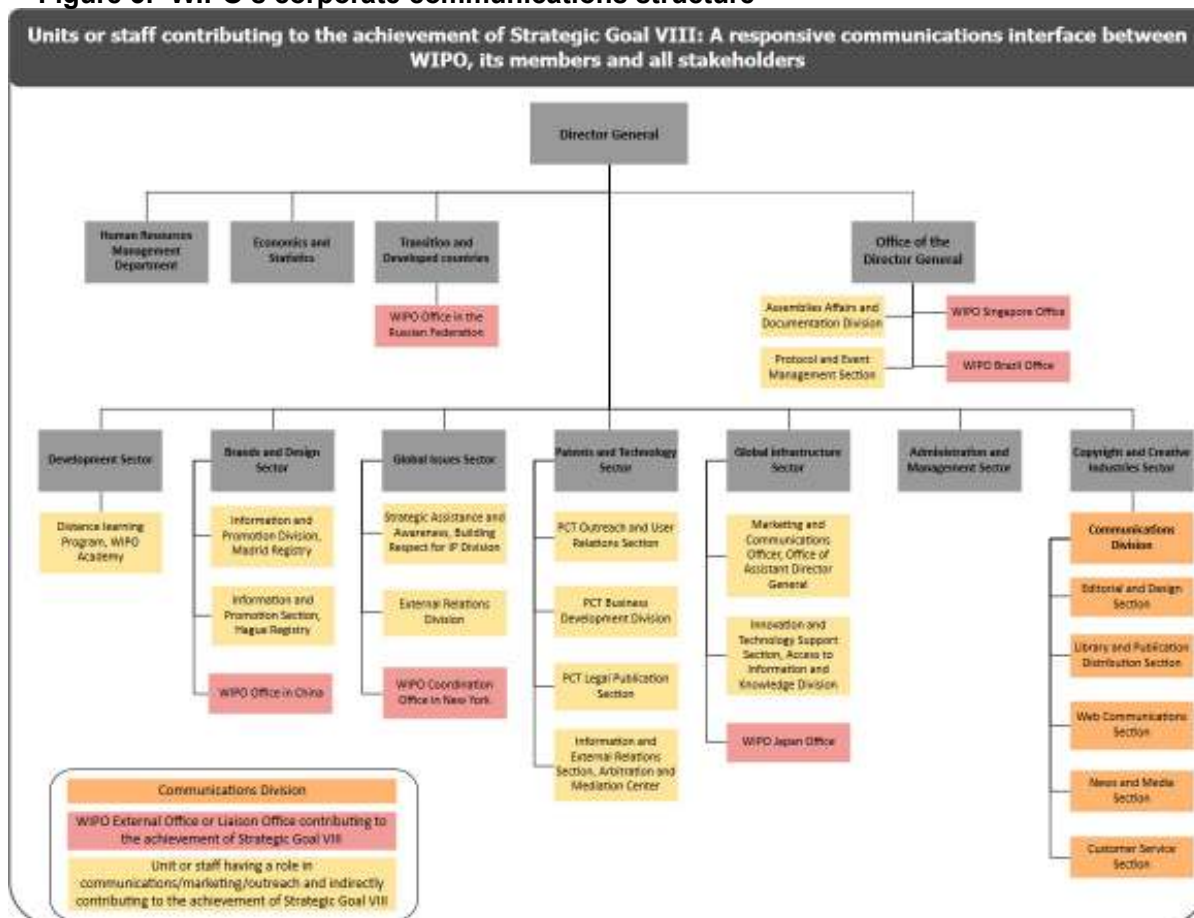 Figure 3: WIPO's corporate communications structure
Units or staff contributing to the achievement of Strategic Goal VIII: A responsive communications interface between
WIPO, its members and all stakeholders
Director General
Human Resources
Management
Department
Economics and
Statistics
Transition and
Developed countries
Office of the
Director General
WIPO Office in the
Russian Federation
Assemblies Affairs and
Documentation Division
WIPO Singapore Office
Protocol and Event
Management Section
WIPO Brazil Office
Development Sector
Brands and Design
Sector
Global Issues Sector
Patents and Technology
Sector
Global Infrastructure
Sector
Administration and
Management Sector
Copyright and Creative
Industries Sector
Distance learning
Program, WIPO
Academy
Information and
Promotion Division,
Madrid Registry
Information and
Promotion Section,
Hague Registry
WIPO Office in China
Strategic Assistance and
Awareness, Building
Respect for IP Division
External Relations
Division
WIPO Coordination
Office in New York
PCT Outreach and User
Relations Section
PCT Business
Development Division
PCT Legal Publication
Section
Information and
External Relations
Section, Arbitration and
Mediation Center
Marketing and
Communications
Officer, Office of
Assistant Director
General
Innovation and
Technology Support
Section, Access to
Information and
Knowledge Division
WIPO Japan Office
Communications
Division
Editorial and Design
Section
Library and Publication
Distribution Section
Web Communications
Section
News and Media
Section
Customer Service
Section
Communications Division
WIPO External Office or Liaison Office contributing to
the achievement of Strategic Goal VIII
Unit or staff having a role in
communications/marketing/outreach and indirectly
contributing to the achievement of Strategic Goal VIII